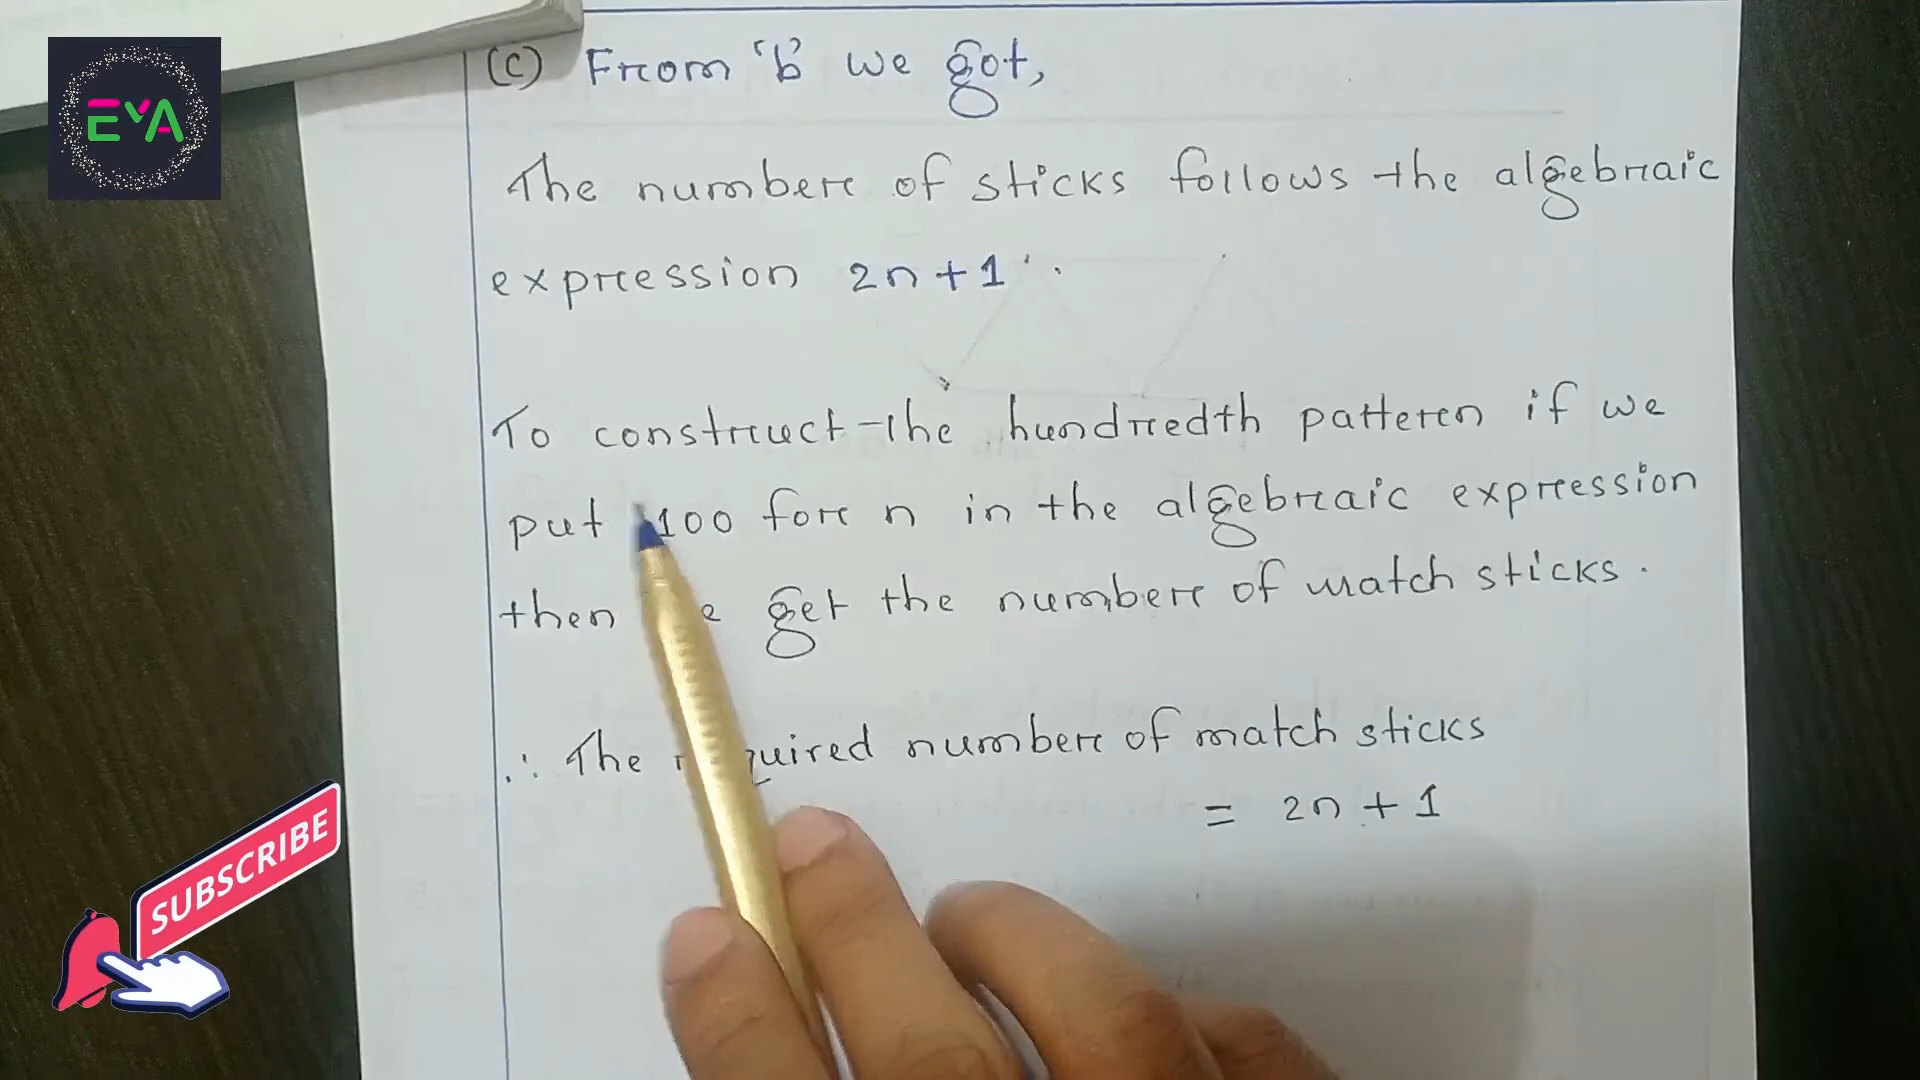 EYA
(c) From 'b' we got,
The number of sticks follows the algebraic
expression 2n+1.
To construct the hundredth pattern if we
put 100 for n in the algebraic expression
then get the number of match sticks.
∴ The required number of match sticks
= 2n + 1
SUBSCRIBE